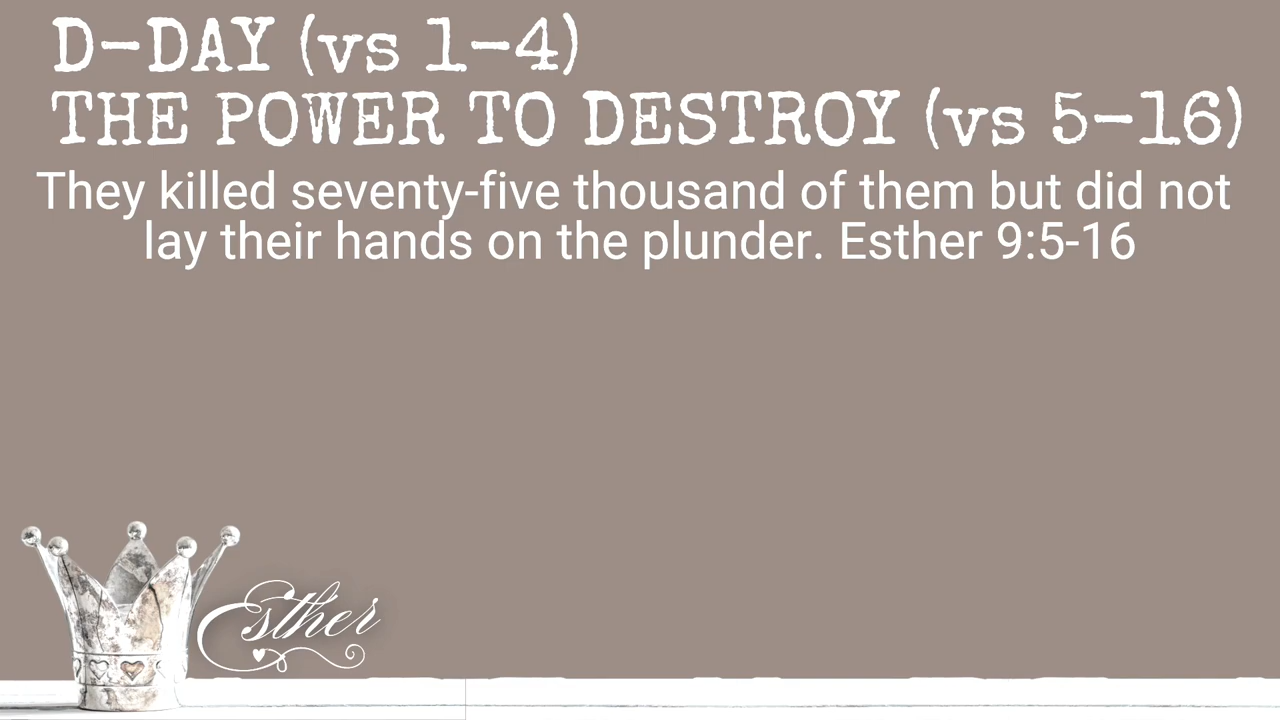 D-DAY (vs 1-4)
THE POWER TO DESTROY (vs 5-16)
They killed seventy-five thousand of them but did not
lay their hands on the plunder. Esther 9:5-16
Esther